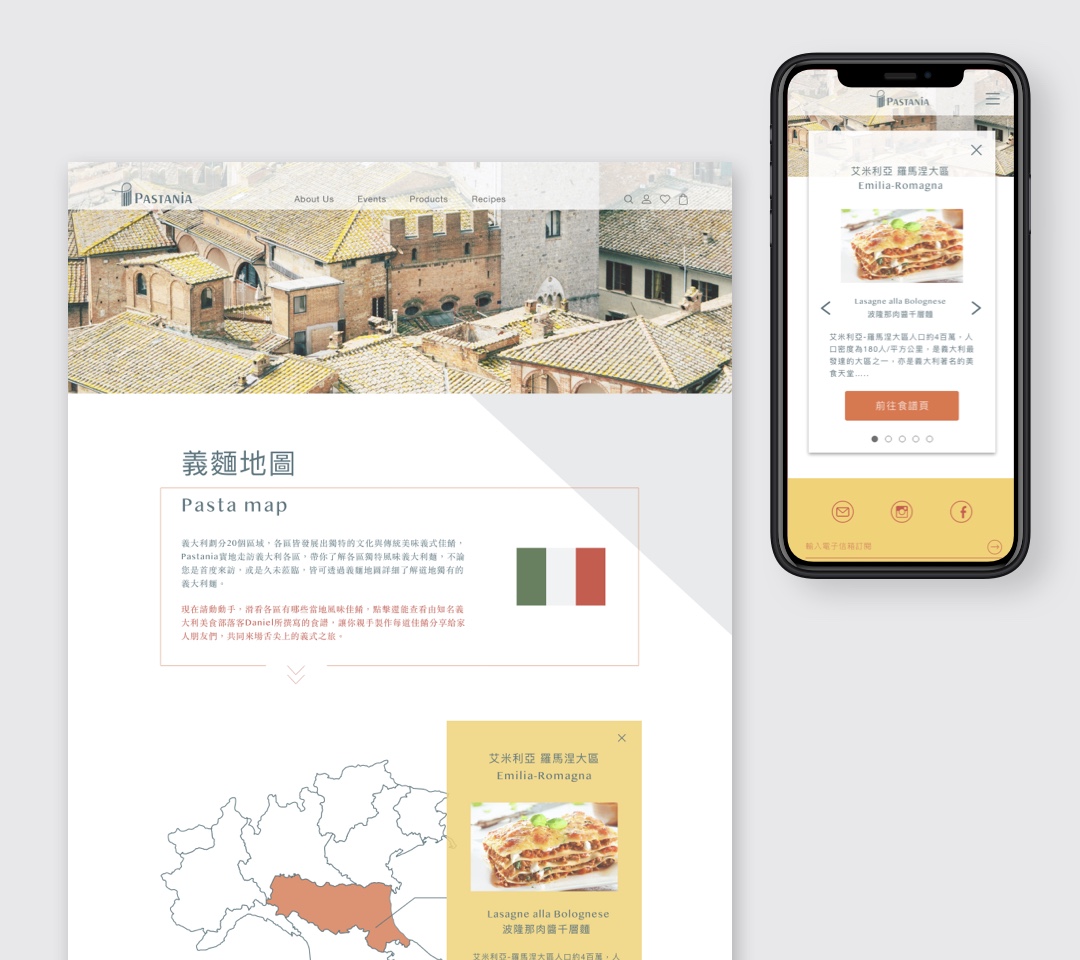 PASTANIA
About Us
Events
Products
Recipes
義麵地圖
Pasta map
義大利劃分20個區域，各區皆發展出獨特的文化與傳統美味義式佳餚，
Pastania實地走訪義大利各區，帶你了解各區獨特風味義大利麵，不論
您是首度來訪，或是久未蒞臨，皆可透過義麵地圖詳細了解道地獨有的
義大利麵。
現在請動動手，滑看各區有哪些當地風味佳餚，點擊還能查看由知名義
大利美食部落客Daniel所撰寫的食譜，讓你親手製作每道佳餚分享給家
人朋友們，共同來場舌尖上的義式之旅。
艾米利亞 羅馬涅大區
Emilia-Romagna
Lasagne alla Bolognese
波隆那肉醬千層麵
艾米利亞-羅馬涅大區人口約4百萬，人
PASTANIA
艾米利亞 羅馬涅大區
Emilia-Romagna
Lasagne alla Bolognese
波隆那肉醬千層麵
艾米利亞-羅馬涅大區人口約4百萬，人
口密度為180人/平方公里，是義大利最
發達的大區之一，亦是義大利著名的美
食天堂.....
前往食譜頁
輸入電子信箱訂閱